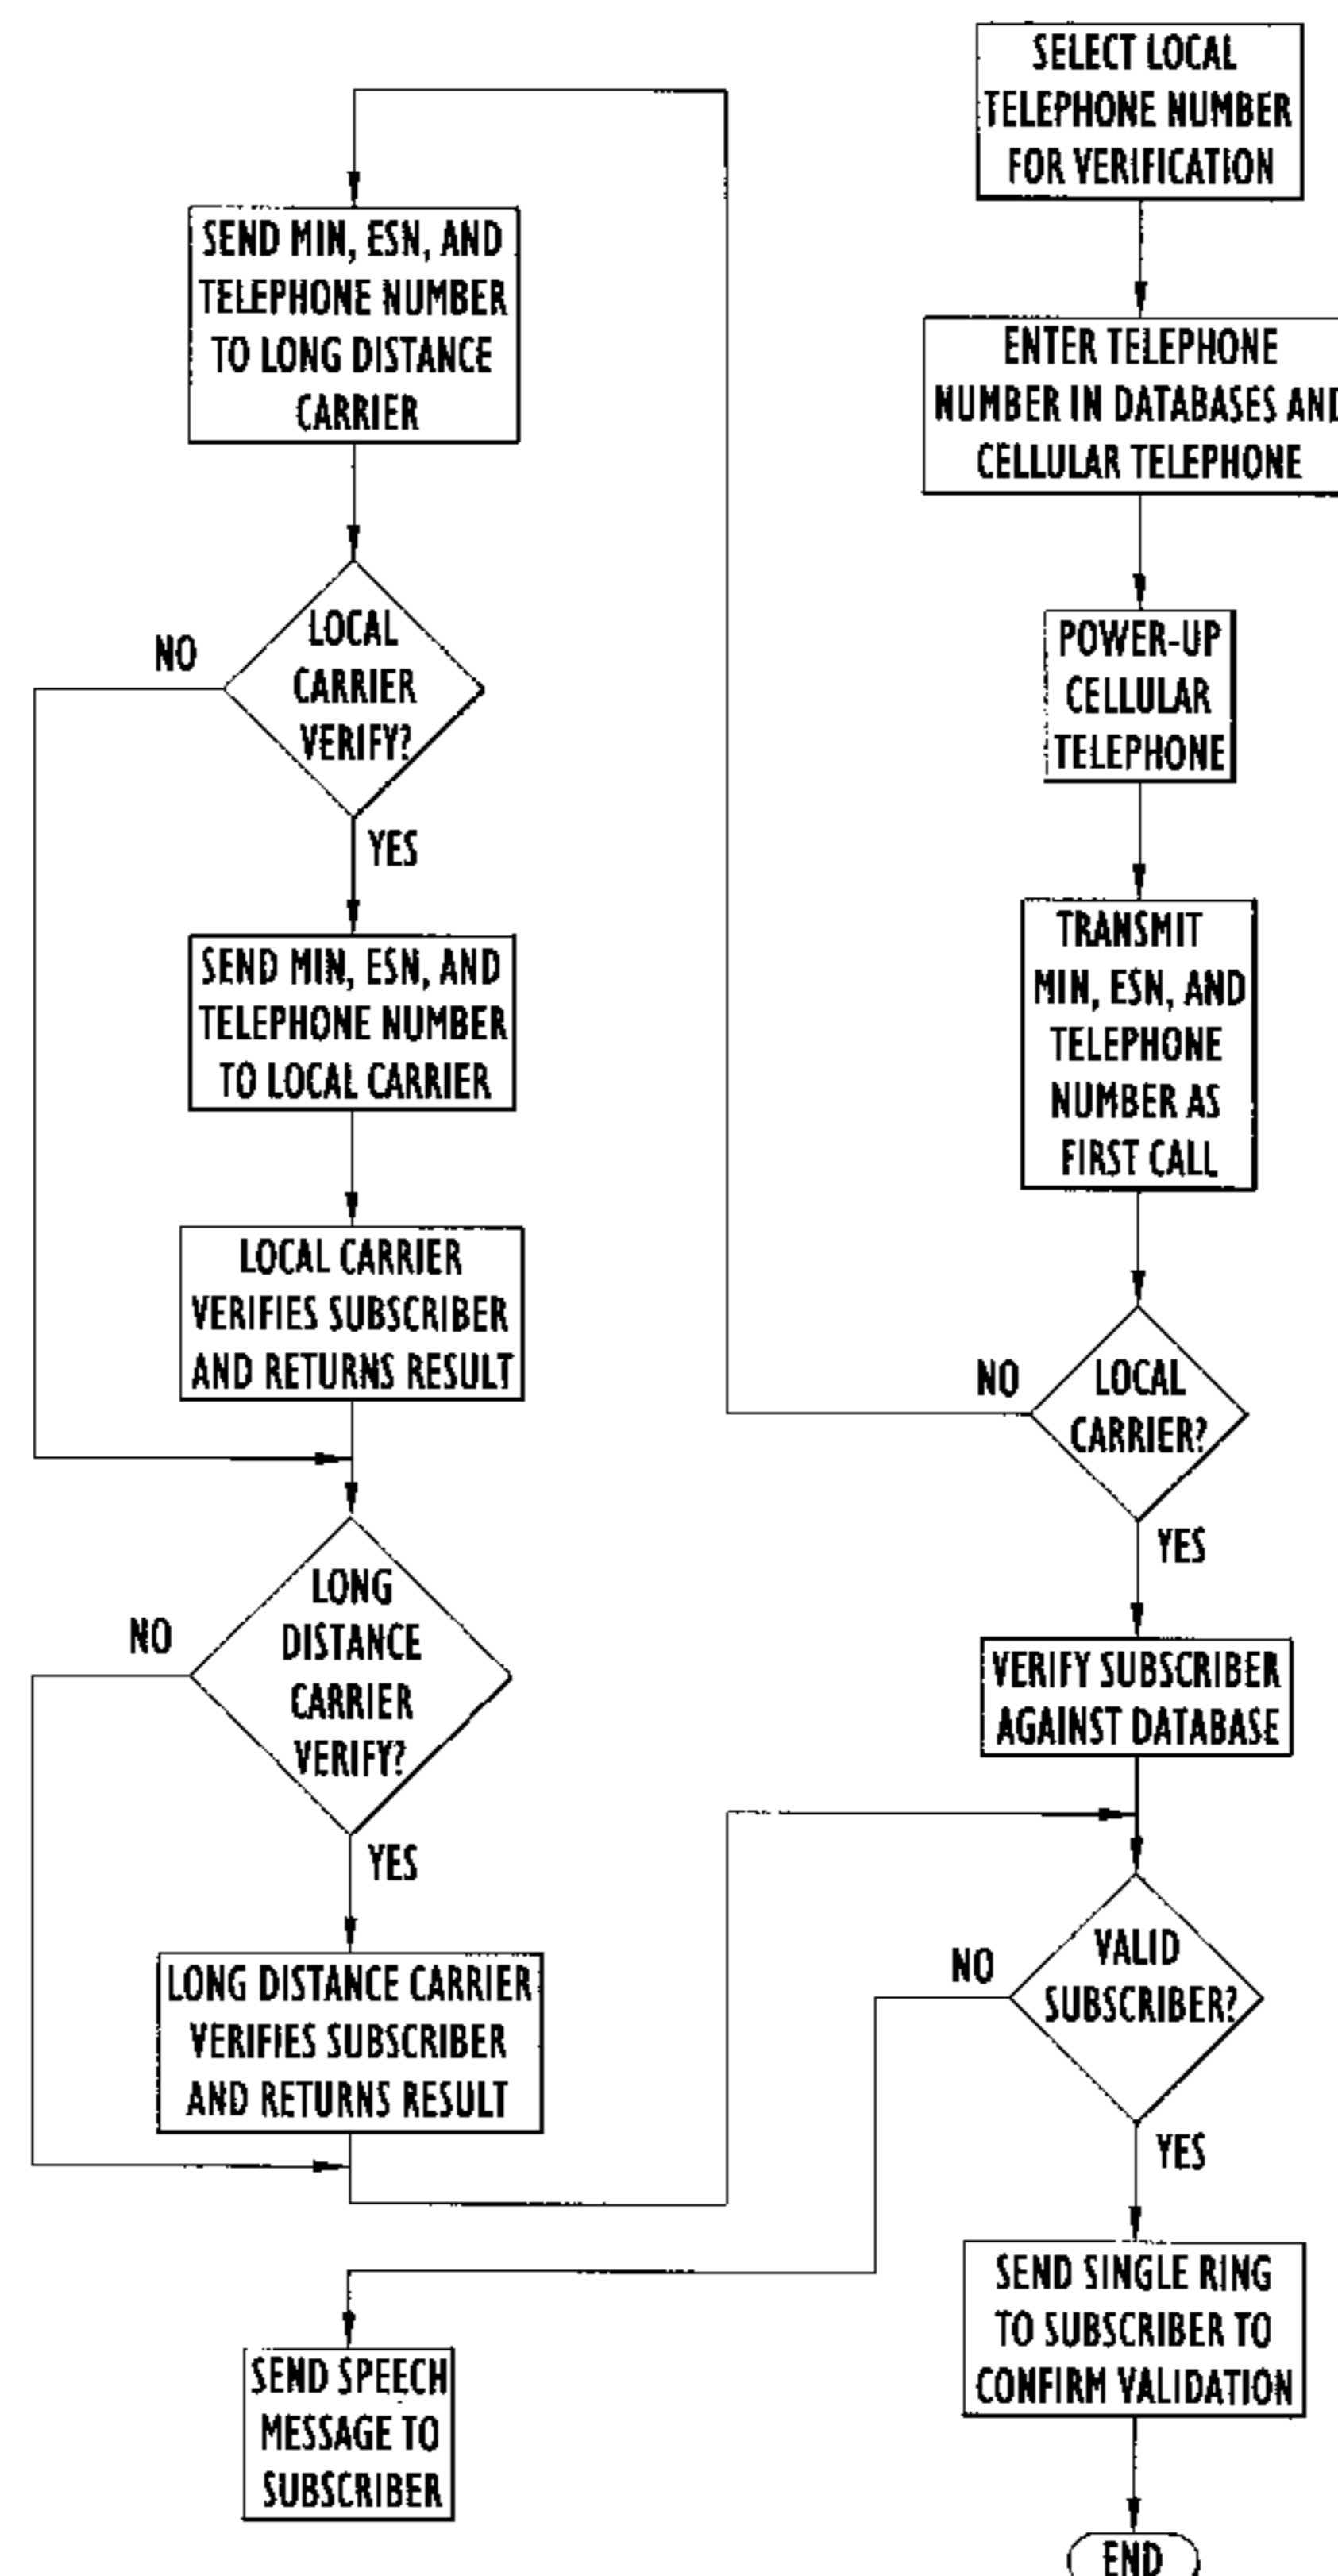 SELECT LOCAL
TELEPHONE NUMBER
FOR VERIFICATION
ENTER TELEPHONE
NUMBER IN DATABASES AND
CELLULAR TELEPHONE
POWER-UP
CELLULAR
TELEPHONE
TRANSMIT
MIN, ESN, AND
TELEPHONE
NUMBER AS
FIRST CALL
NO
LOCAL
CARRIER?
YES
VERIFY SUBSCRIBER
AGAINST DATABASE
NO
VALID
SUBSCRIBER?
YES
SEND SINGLE RING
TO SUBSCRIBER TO
CONFIRM VALIDATION
END
SEND MIN, ESN, AND
TELEPHONE NUMBER
TO LONG DISTANCE
CARRIER
NO
LOCAL
CARRIER
VERIFY?
YES
SEND MIN, ESN, AND
TELEPHONE NUMBER
TO LOCAL CARRIER
LOCAL CARRIER
VERIFIES SUBSCRIBER
AND RETURNS RESULT
NO
LONG
DISTANCE
CARRIER
VERIFY?
YES
LONG DISTANCE CARRIER
VERIFIES SUBSCRIBER
AND RETURNS RESULT
SEND SPEECH
MESSAGE TO
SUBSCRIBER